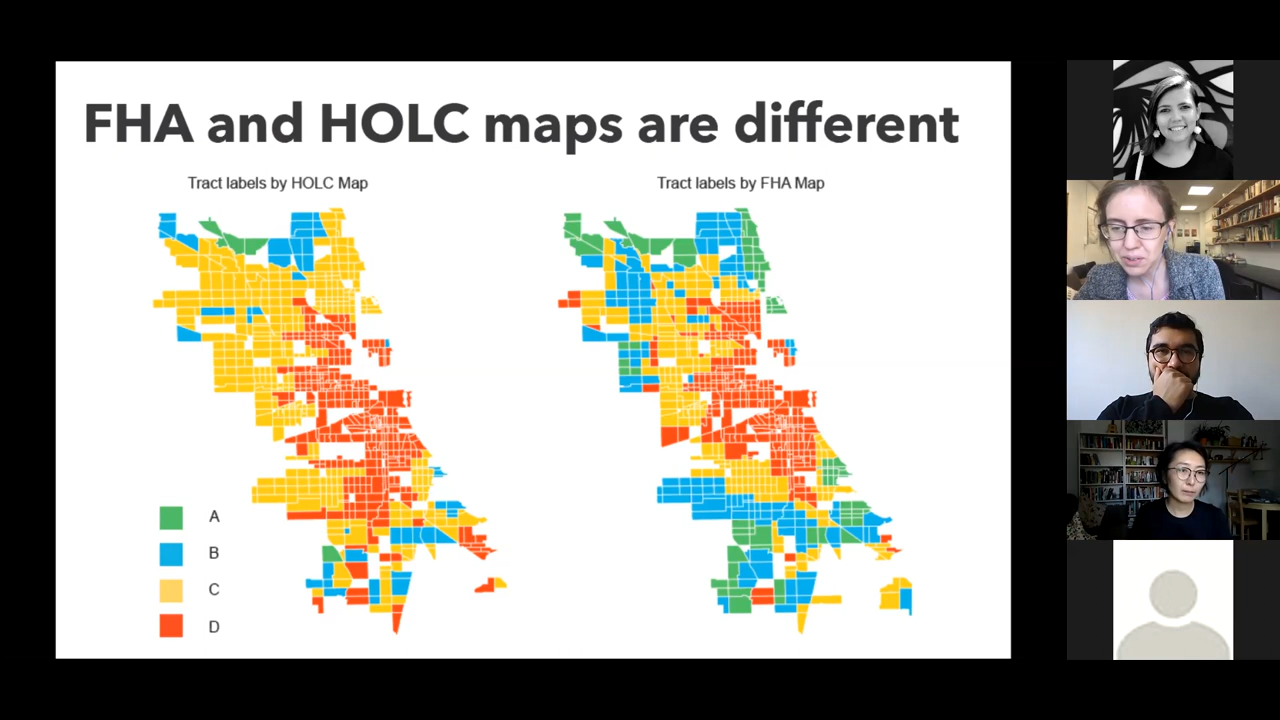 FHA and HOLC maps are different
Tract labels by HOLC Map
Tract labels by FHA Map
A
B
C
D